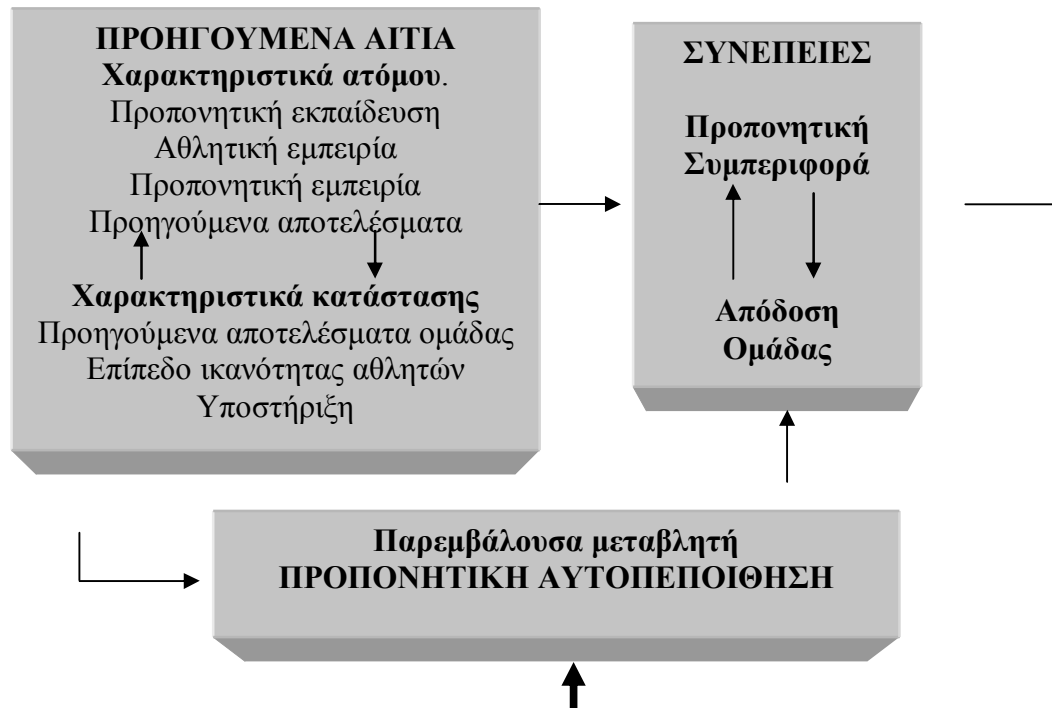 ΠΡΟΗΓΟΥΜΕΝΑ ΑΙΤΙΑ
Χαρακτηριστικά ατόμου.
Προπονητική εκπαίδευση
Αθλητική εμπειρία
Προπονητική εμπειρία
Προηγούμενα αποτελέσματα
Χαρακτηριστικά κατάστασης
Προηγούμενα αποτελέσματα ομάδας
Επίπεδο ικανότητας αθλητών
Υποστήριξη
ΣΥΝΕΠΕΙΕΣ
Προπονητική
Συμπεριφορά
Απόδοση
Ομάδας
Παρεμβάλουσα μεταβλητή
ΠΡΟΠΟΝΗΤΙΚΗ ΑΥΤΟΠΕΠΟΙΘΗΣΗ